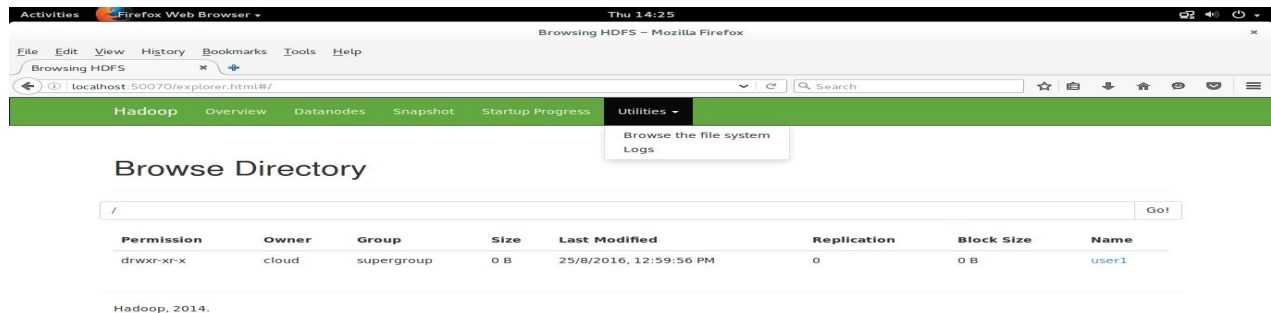 Activities Firefox Web Browser Thu 14:25
Browsing HDFS - Mozilla Firefox
File Edit View History Bookmarks Tools Help
Browsing HDFS
localhost:50070/explorer.html#/ Search
Hadoop Overview Datanodes Snapshot Startup Progress Utilities
Browse the file system
Logs
Browse Directory
/ Go!
Permission Owner Group Size Last Modified Replication Block Size Name
drwxr-xr-x cloud supergroup 0 B 25/8/2016, 12:59:56 PM 0 0 B user1
Hadoop, 2014.